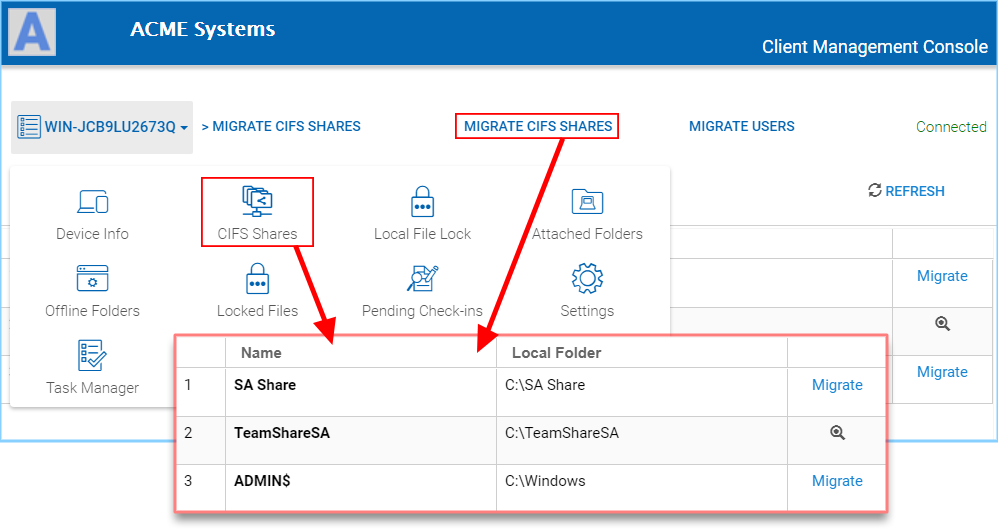 A
ACME Systems
Client Management Console
WIN-JCB9LU2673Q
> MIGRATE CIFS SHARES
MIGRATE CIFS SHARES
MIGRATE USERS
Connected
REFRESH
Device Info
CIFS Shares
Local File Lock
Attached Folders
Migrate
Offline Folders
Locked Files
Pending Check-ins
Settings
Task Manager
Migrate
Name
Local Folder
1
SA Share
C:\SA Share
Migrate
2
TeamShareSA
C:\TeamShareSA
3
ADMIN$
C:\Windows
Migrate